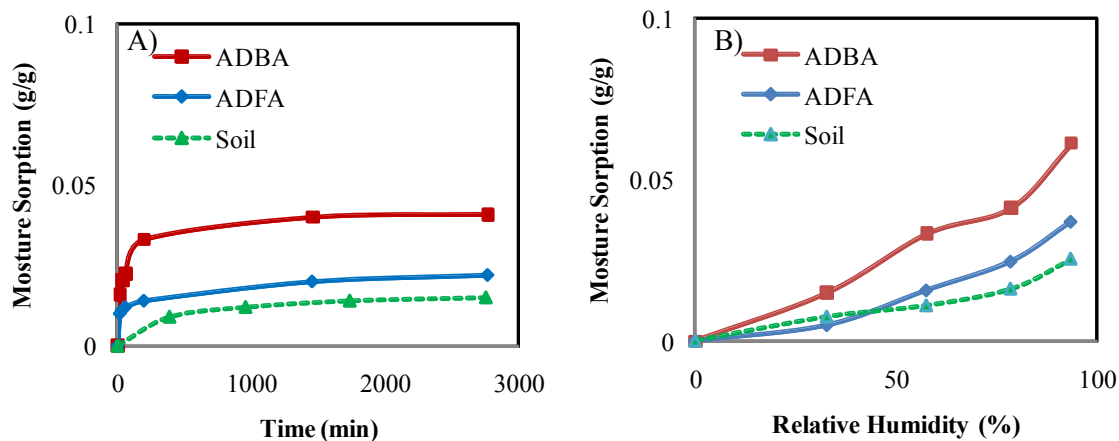 A)
ADBA
ADFA
Soil
Mosture Sorption (g/g)
0.1
0.05
0
0
1000
2000
3000
Time (min)
B)
ADBA
ADFA
Soil
Mosture Sorption (g/g)
0.1
0.05
0
0
50
100
Relative Humidity (%)